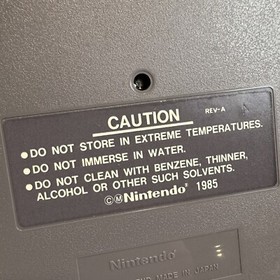 CAUTION
REV-A
•DO NOT STORE IN EXTREME TEMPERATURES.
•DO NOT IMMERSE IN WATER.
•DO NOT CLEAN WITH BENZENE, THINNER,
ALCOHOL OR OTHER SUCH SOLVENTS.
©ⓂNintendo® 1985
Nintendo
MADE IN JAPAN